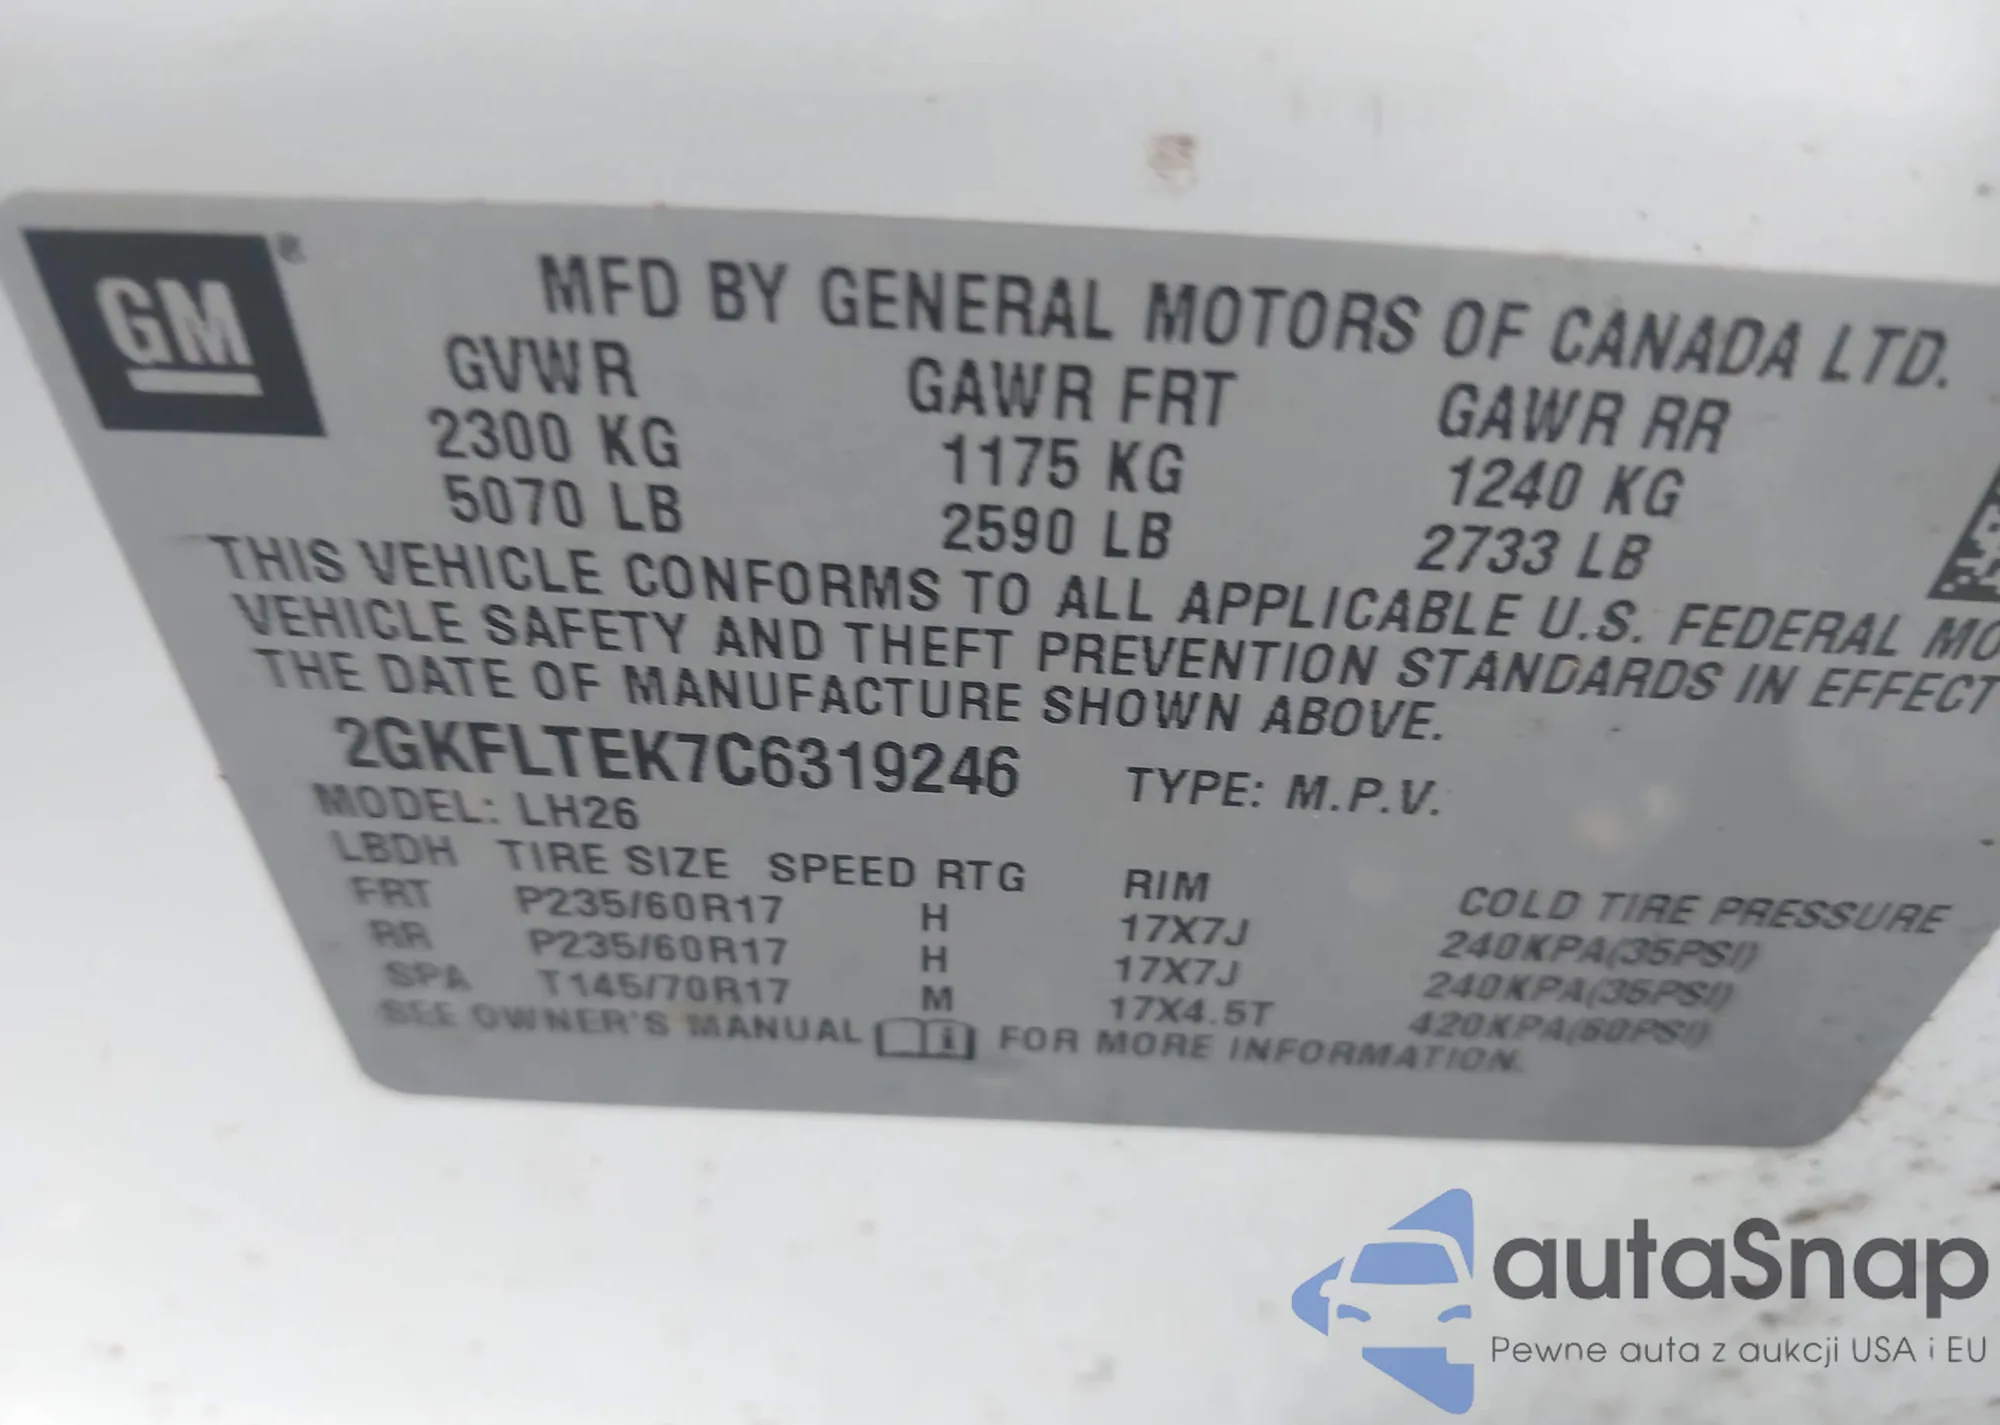 GM ®
MFD BY GENERAL MOTORS OF CANADA LTD.
GVWR GAWR FRT GAWR RR
2300 KG 1175 KG 1240 KG
5070 LB 2590 LB 2733 LB
THIS VEHICLE CONFORMS TO ALL APPLICABLE U.S. FEDERAL MO
VEHICLE SAFETY AND THEFT PREVENTION STANDARDS IN EFFECT
THE DATE OF MANUFACTURE SHOWN ABOVE.
2GKFLTEK7C6319246 TYPE: M.P.V.
MODEL: LH26
LBDH TIRE SIZE SPEED RTG RIM COLD TIRE PRESSURE
FRT P235/60R17 H 17X7J 240KPA(35PSI)
RR P235/60R17 H 17X7J 240KPA(35PSI)
SPA T145/70R17 M 17X4.5T 420KPA(60PSI)
SEE OWNER'S MANUAL i FOR MORE INFORMATION.
autaSnap
Pewne auta z aukcji USA i EU